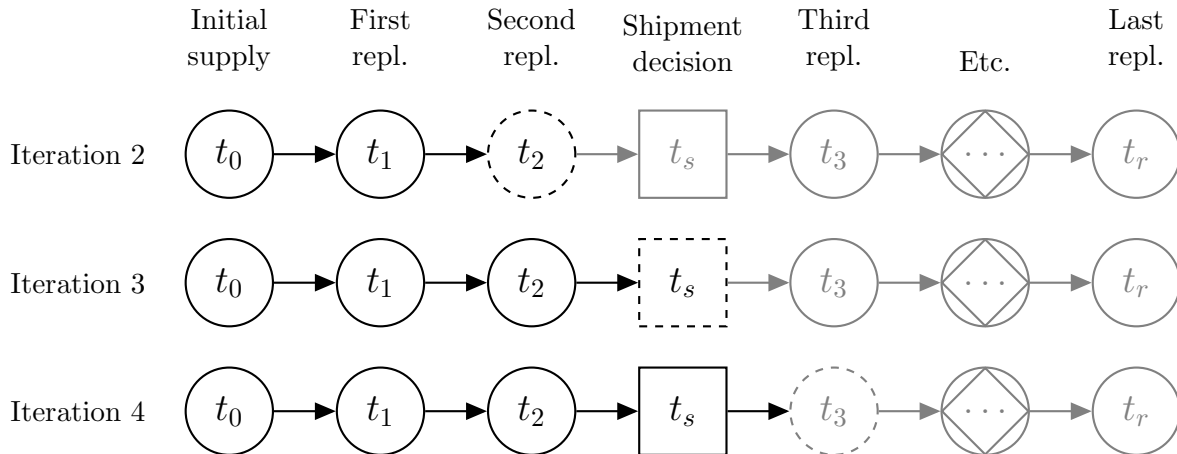 Initial supply
First repl.
Second repl.
Shipment decision
Third repl.
Etc.
Last repl.
Iteration 2 t₀ t₁ t₂ tₛ t₃ ⋯ tᵣ
Iteration 3 t₀ t₁ t₂ tₛ t₃ ⋯ tᵣ
Iteration 4 t₀ t₁ t₂ tₛ t₃ ⋯ tᵣ